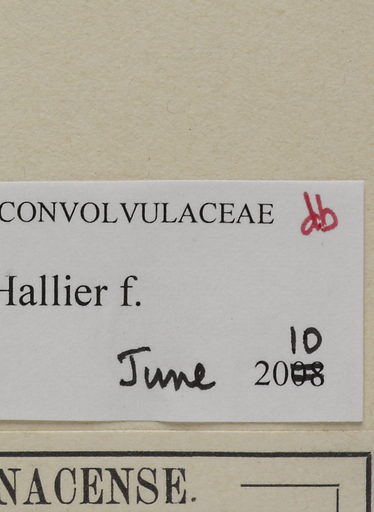 CONVOLVULACEAE db
Hallier f.
10
June 2008
NACENSE.